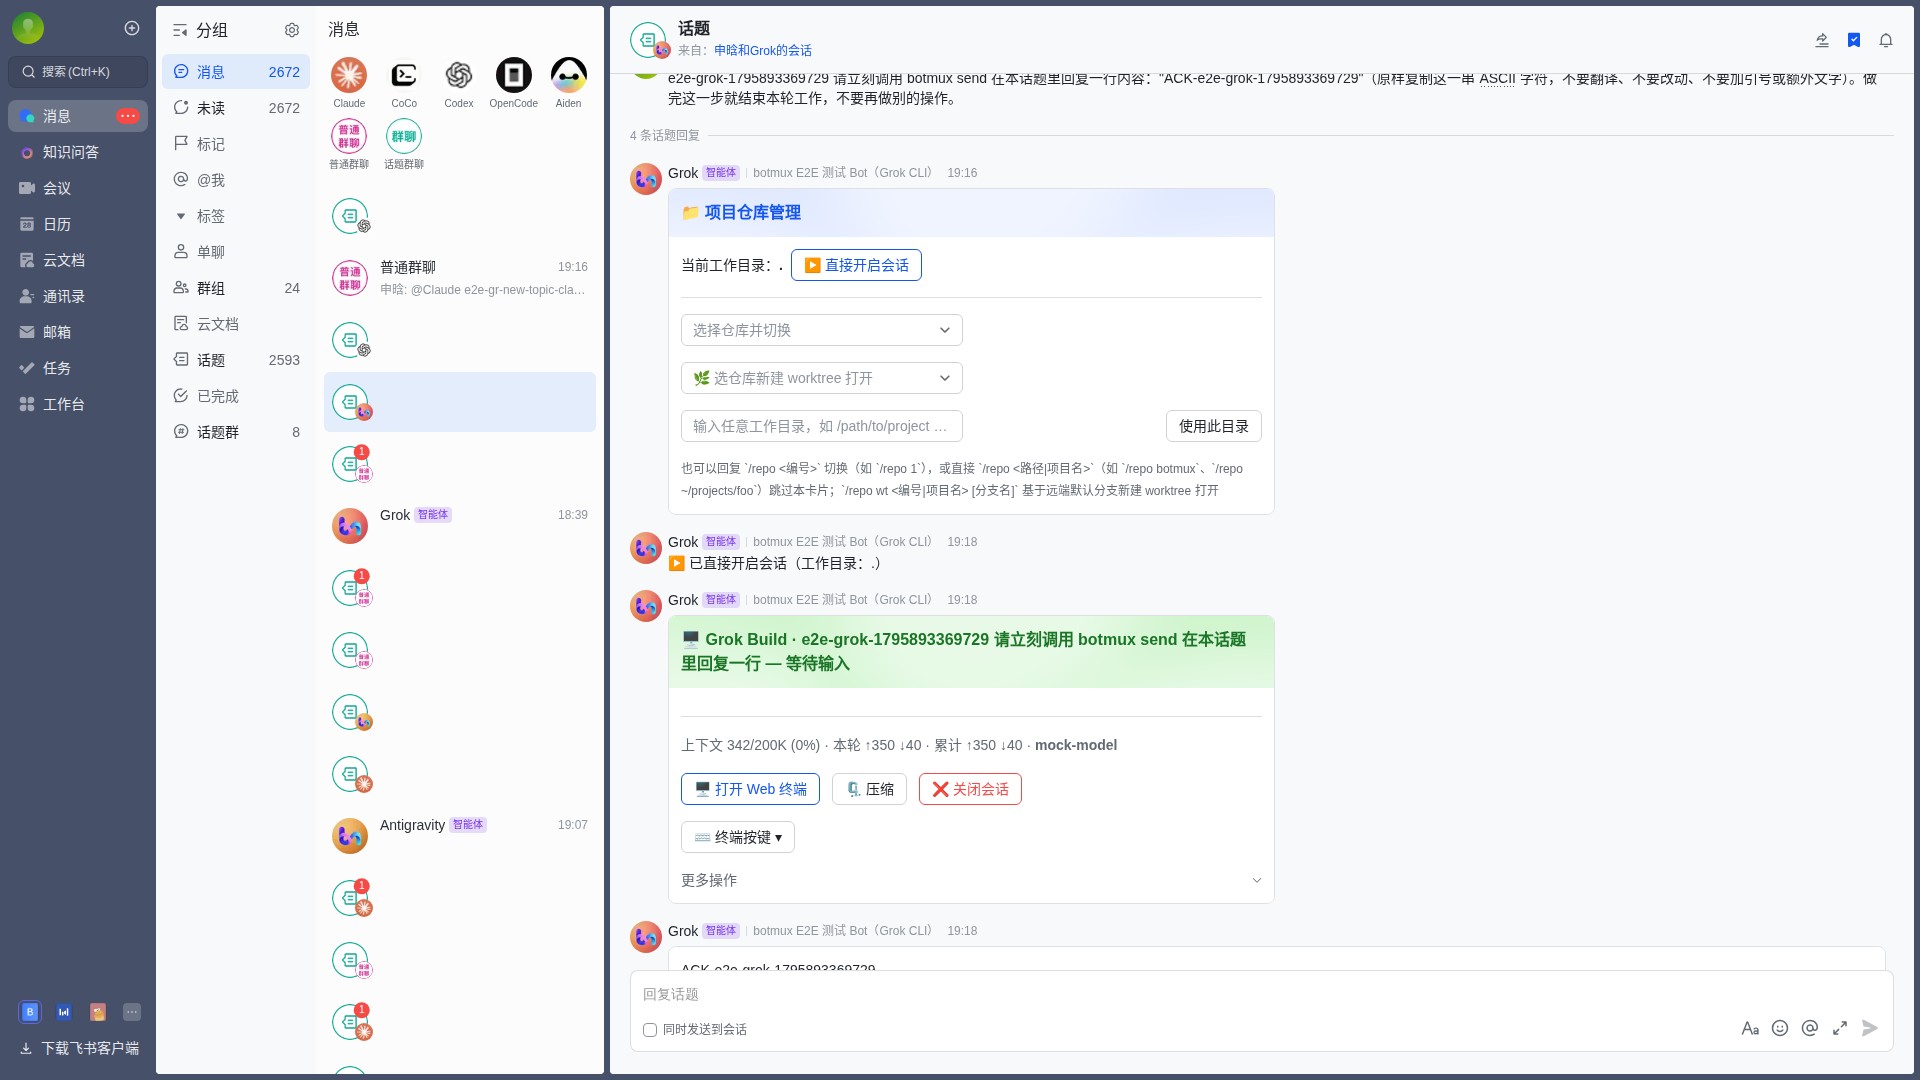 搜索 (Ctrl+K)
消息
知识问答
会议
日历
云文档
通讯录
邮箱
任务
工作台
下载飞书客户端
分组
消息 2672
未读 2672
标记
@我
标签
单聊
群组 24
云文档
话题 2593
已完成
话题群 8
消息
Claude CoCo Codex OpenCode Aiden
普通群聊 群聊
普通群聊 话题群聊
普通群聊 19:16
申晗: @Claude e2e-gr-new-topic-cla…
1
Grok 智能体 18:39
1
Antigravity 智能体 19:07
1
1
话题
来自：申晗和Grok的会话
e2e-grok-1795893369729 请立刻调用 botmux send 在本话题里回复一行内容："ACK-e2e-grok-1795893369729"（原样复制这一串 ASCII 字符，不要翻译、不要改动、不要加引号或额外文字）。做
完这一步就结束本轮工作，不要再做别的操作。
4 条话题回复
Grok 智能体 botmux E2E 测试 Bot（Grok CLI） 19:16
📁 项目仓库管理
当前工作目录：. ▶️ 直接开启会话
选择仓库并切换
🌿 选仓库新建 worktree 打开
输入任意工作目录，如 /path/to/project …
使用此目录
也可以回复 `/repo <编号>` 切换（如 `/repo 1`），或直接 `/repo <路径|项目名>`（如 `/repo botmux`、`/repo
~/projects/foo`）跳过本卡片；`/repo wt <编号|项目名> [分支名]` 基于远端默认分支新建 worktree 打开
Grok 智能体 botmux E2E 测试 Bot（Grok CLI） 19:18
▶️ 已直接开启会话（工作目录：.）
Grok 智能体 botmux E2E 测试 Bot（Grok CLI） 19:18
🖥️ Grok Build · e2e-grok-1795893369729 请立刻调用 botmux send 在本话题
里回复一行 — 等待输入
上下文 342/200K (0%) · 本轮 ↑350 ↓40 · 累计 ↑350 ↓40 · mock-model
🖥️ 打开 Web 终端 🗜️ 压缩 ❌ 关闭会话
⌨️ 终端按键 ▾
更多操作
Grok 智能体 botmux E2E 测试 Bot（Grok CLI） 19:18
ACK-e2e-grok-1795893369729
回复话题
同时发送到会话